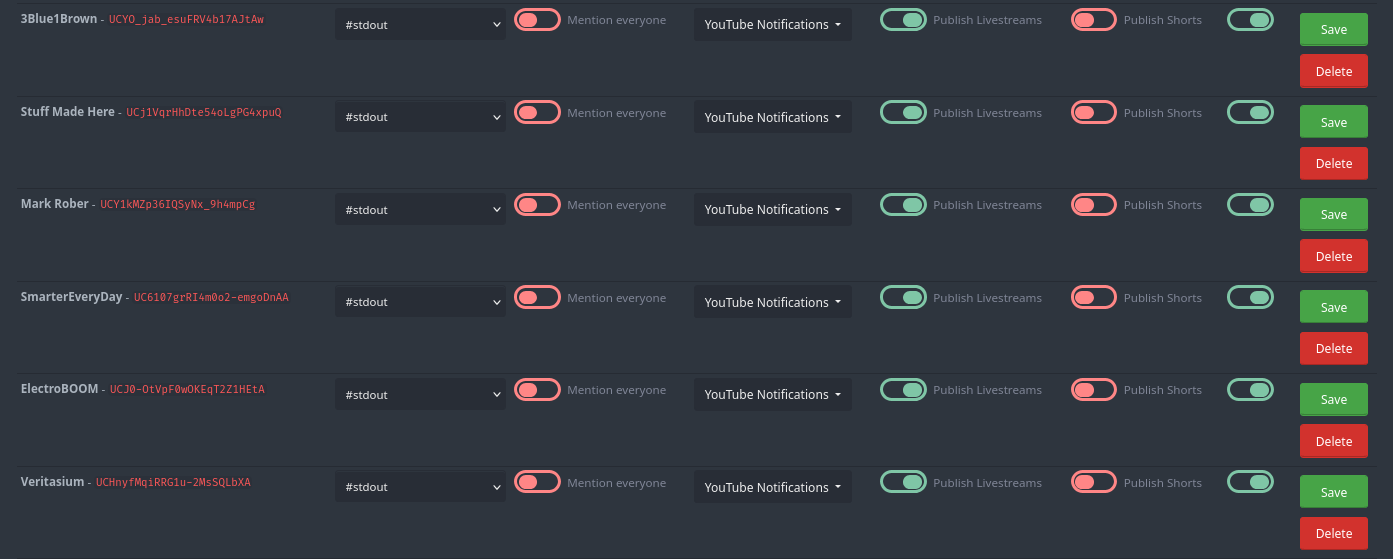 3Blue1Brown - UCYO_jab_esuFRV4b17AJtAw #stdout Mention everyone YouTube Notifications Publish Livestreams Publish Shorts Save
Delete
Stuff Made Here - UCj1VqrHhDte54oLgPG4xpuQ #stdout Mention everyone YouTube Notifications Publish Livestreams Publish Shorts Save
Delete
Mark Rober - UCY1kMZp36IQSyNx_9h4mpCg #stdout Mention everyone YouTube Notifications Publish Livestreams Publish Shorts Save
Delete
SmarterEveryDay - UC6107grRI4m0o2-emgoDnAA #stdout Mention everyone YouTube Notifications Publish Livestreams Publish Shorts Save
Delete
ElectroBOOM - UCJ0-OtVpF0wOKEqT2Z1HEtA #stdout Mention everyone YouTube Notifications Publish Livestreams Publish Shorts Save
Delete
Veritasium - UCHnyfMqiRRG1u-2MsSQLbXA #stdout Mention everyone YouTube Notifications Publish Livestreams Publish Shorts Save
Delete